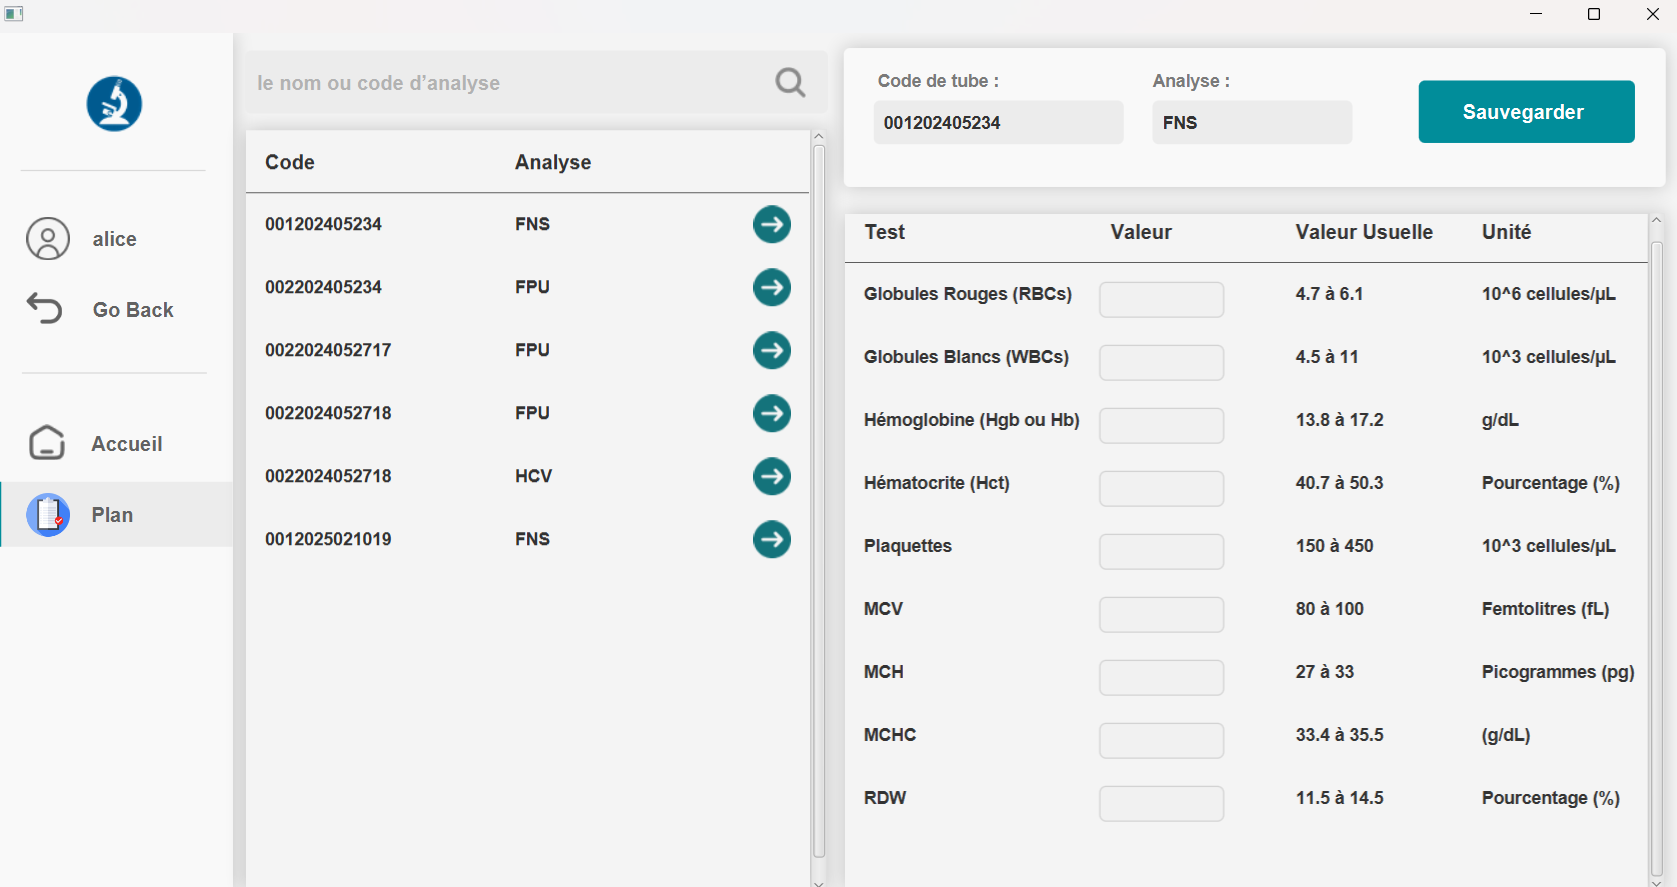 alice
Go Back
Accueil
Plan
le nom ou code d'analyse
Code Analyse
001202405234 FNS
002202405234 FPU
0022024052717 FPU
0022024052718 FPU
0022024052718 HCV
0012025021019 FNS
Code de tube : Analyse :
001202405234 FNS
Sauvegarder
Test Valeur Valeur Usuelle Unité
Globules Rouges (RBCs) 4.7 à 6.1 10^6 cellules/µL
Globules Blancs (WBCs) 4.5 à 11 10^3 cellules/µL
Hémoglobine (Hgb ou Hb) 13.8 à 17.2 g/dL
Hématocrite (Hct) 40.7 à 50.3 Pourcentage (%)
Plaquettes 150 à 450 10^3 cellules/µL
MCV 80 à 100 Femtolitres (fL)
MCH 27 à 33 Picogrammes (pg)
MCHC 33.4 à 35.5 (g/dL)
RDW 11.5 à 14.5 Pourcentage (%)